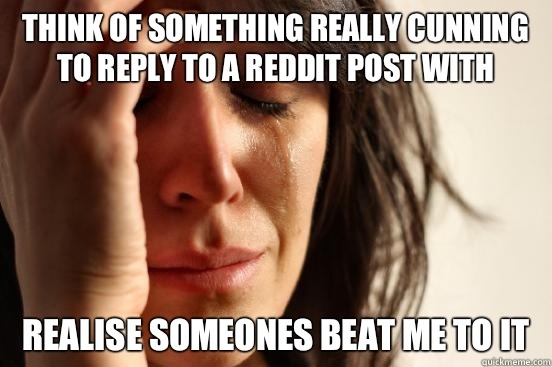 THINK OF SOMETHING REALLY CUNNING
TO REPLY TO A REDDIT POST WITH
REALISE SOMEONES BEAT ME TO IT
quickmeme.com